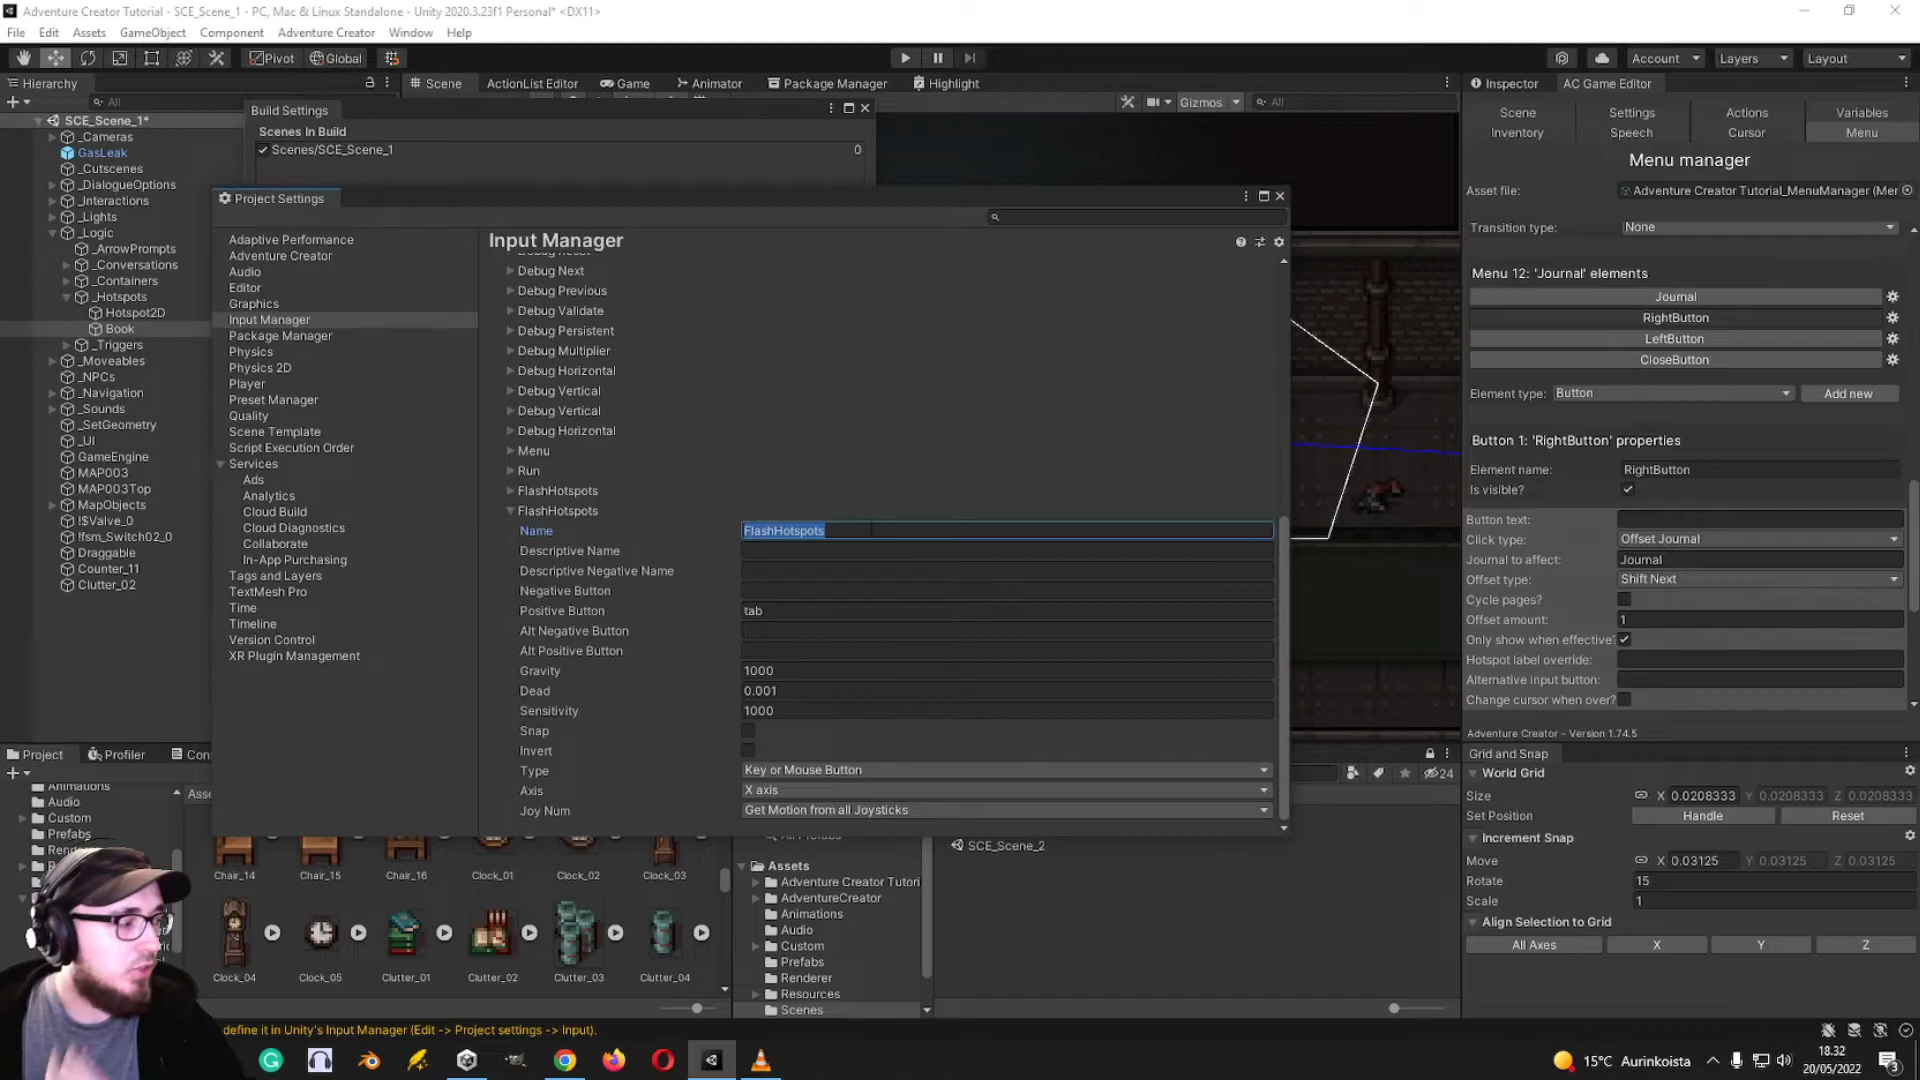 Adventure Creator Tutorial - SCE_Scene_1 - PC, Mac & Linux Standalone - Unity 2020.3.23f1 Personal* <DX11>
File Edit Assets GameObject Component Adventure Creator Window Help
Pivot Global Account Layers Layout
Hierarchy Scene ActionList Editor Game Animator Package Manager Highlight Inspector AC Game Editor
All Gizmos All
Build Settings
Scenes In Build
Scenes/SCE_Scene_1 0
SCE_Scene_1*
_Cameras
GasLeak
_Cutscenes
_DialogueOptions
_Interactions
_Lights
_Logic
_ArrowPrompts
_Conversations
_Containers
_Hotspots
Hotspot2D
Book
_Triggers
_Moveables
_NPCs
_Navigation
_Sounds
_SetGeometry
_UI
GameEngine
MAP003
MAP003Top
MapObjects
!$Valve_0
!fsm_Switch02_0
Draggable
Counter_11
Clutter_02
Project Settings
Adaptive Performance
Adventure Creator
Audio
Editor
Graphics
Input Manager
Package Manager
Physics
Physics 2D
Player
Preset Manager
Quality
Scene Template
Script Execution Order
Services
Ads
Analytics
Cloud Build
Cloud Diagnostics
Collaborate
In-App Purchasing
Tags and Layers
TextMesh Pro
Time
Timeline
Version Control
XR Plugin Management
Input Manager
Debug Reset
Debug Next
Debug Previous
Debug Validate
Debug Persistent
Debug Multiplier
Debug Horizontal
Debug Vertical
Debug Vertical
Debug Horizontal
Menu
Run
FlashHotspots
FlashHotspots
Name FlashHotspots
Descriptive Name
Descriptive Negative Name
Negative Button
Positive Button tab
Alt Negative Button
Alt Positive Button
Gravity 1000
Dead 0.001
Sensitivity 1000
Snap
Invert
Type Key or Mouse Button
Axis X axis
Joy Num Get Motion from all Joysticks
Scene Settings Actions Variables
Inventory Speech Cursor Menu
Menu manager
Asset file: Adventure Creator Tutorial_MenuManager (Mer
Transition type: None
Menu 12: 'Journal' elements
Journal
RightButton
LeftButton
CloseButton
Element type: Button Add new
Button 1: 'RightButton' properties
Element name: RightButton
Is visible?
Button text:
Click type: Offset Journal
Journal to affect: Journal
Offset type: Shift Next
Cycle pages?
Offset amount: 1
Only show when effective?
Hotspot label override:
Alternative input button:
Change cursor when over?
Adventure Creator - Version 1.74.5
Grid and Snap
World Grid
Size X 0.0208333 Y 0.0208333 Z 0.0208333
Set Position Handle Reset
Increment Snap
Move X 0.03125 Y 0.03125 Z 0.03125
Rotate 15
Scale 1
Align Selection to Grid
All Axes X Y Z
Project Profiler Con
24
Animations
Audio
Custom
Prefabs
Chair_14 Chair_15 Chair_16 Clock_01 Clock_02 Clock_03
Clock_04 Clock_05 Clutter_01 Clutter_02 Clutter_03 Clutter_04
All Prefabs
Assets
Adventure Creator Tutori
AdventureCreator
Animations
Audio
Custom
Prefabs
Renderer
Resources
Scenes
SCE_Scene_2
define it in Unity's Input Manager (Edit -> Project settings -> Input).
15°C Aurinkoista
18.32
20/05/2022
3